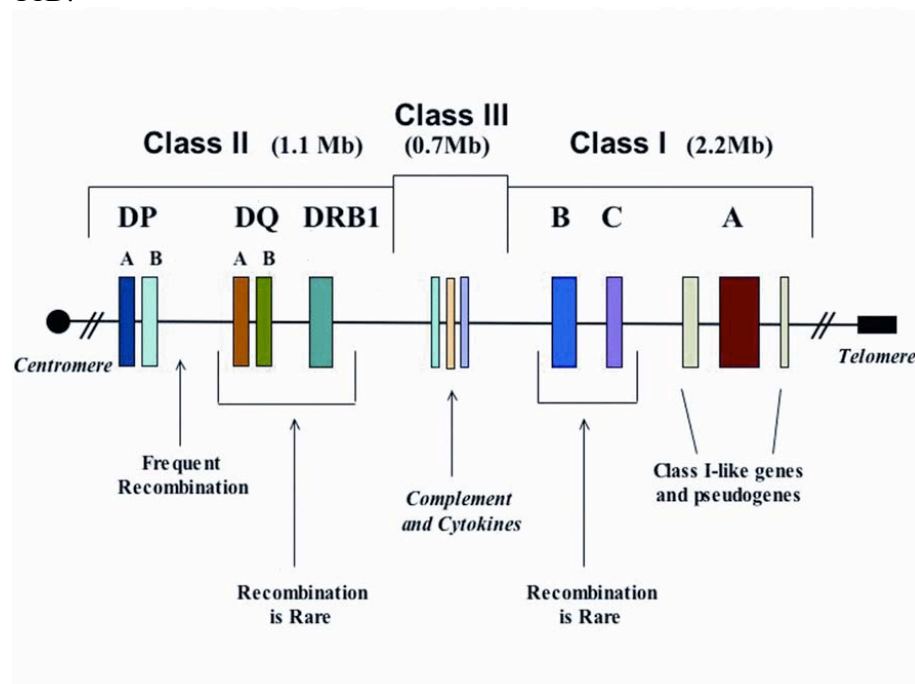 Class II (1.1 Mb)
Class III
(0.7Mb)
Class I (2.2Mb)
DP
DQ
DRB1
B
C
A
A B
A B
Centromere
Telomere
Frequent
Recombination
Complement
and Cytokines
Class I-like genes
and pseudogenes
Recombination
is Rare
Recombination
is Rare